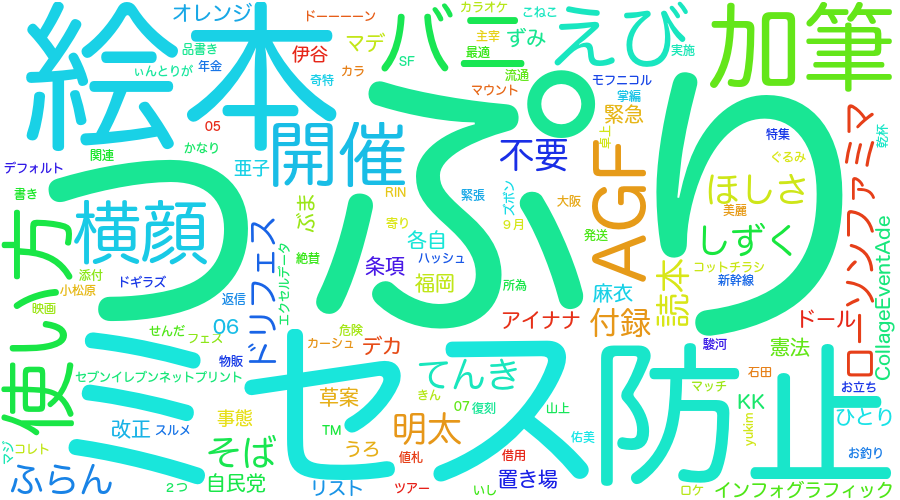 オレンジ
ドーーーーン
カラオケ
こねこ
えび
加筆
絵本
品書き
伊谷
マデ
バニ
主宰
ずみ
実施
ぃんとりが
年金
奇特
カラ
SF
最適
流通
モフニコル
マウント
掌編
緊急
ローソンファミマ
05
開催
不要
卓上
特集
乾杯
かなり
関連
デフォルト
亜子
ぐるみ
AGF
ほしさ
RIN
緊張
ズボン
大阪
美麗
書き
つ
ぷり
横顔
ぶま
寄り
9月
発送
しずく
使い方
ドリフェス
エクセルデータ
絶賛
各自
ハッシュ
条項
福岡
所為
添付
ドギラズ
小松原
返信
麻衣
読本
コットチラシ
新幹線
CollageEventAde
映画
06
せんだ
フェス
物販
危険
カーシュ
デカ
アイナナ
付録
ドール
駿河
憲法
ミセス防止
セブンイレブンネットプリント
てんき
石田
お立ち
マッチ
草案
きん
07
復刻
山上
KK
ひとり
改正
スルメ
事態
TM
明太
佑美
yukim
マジ
コレト
そば
うろ
値札
借用
置き場
お釣り
ふらん
2つ
自民党
リスト
ツアー
いし
ロケ
インフォグラフィック